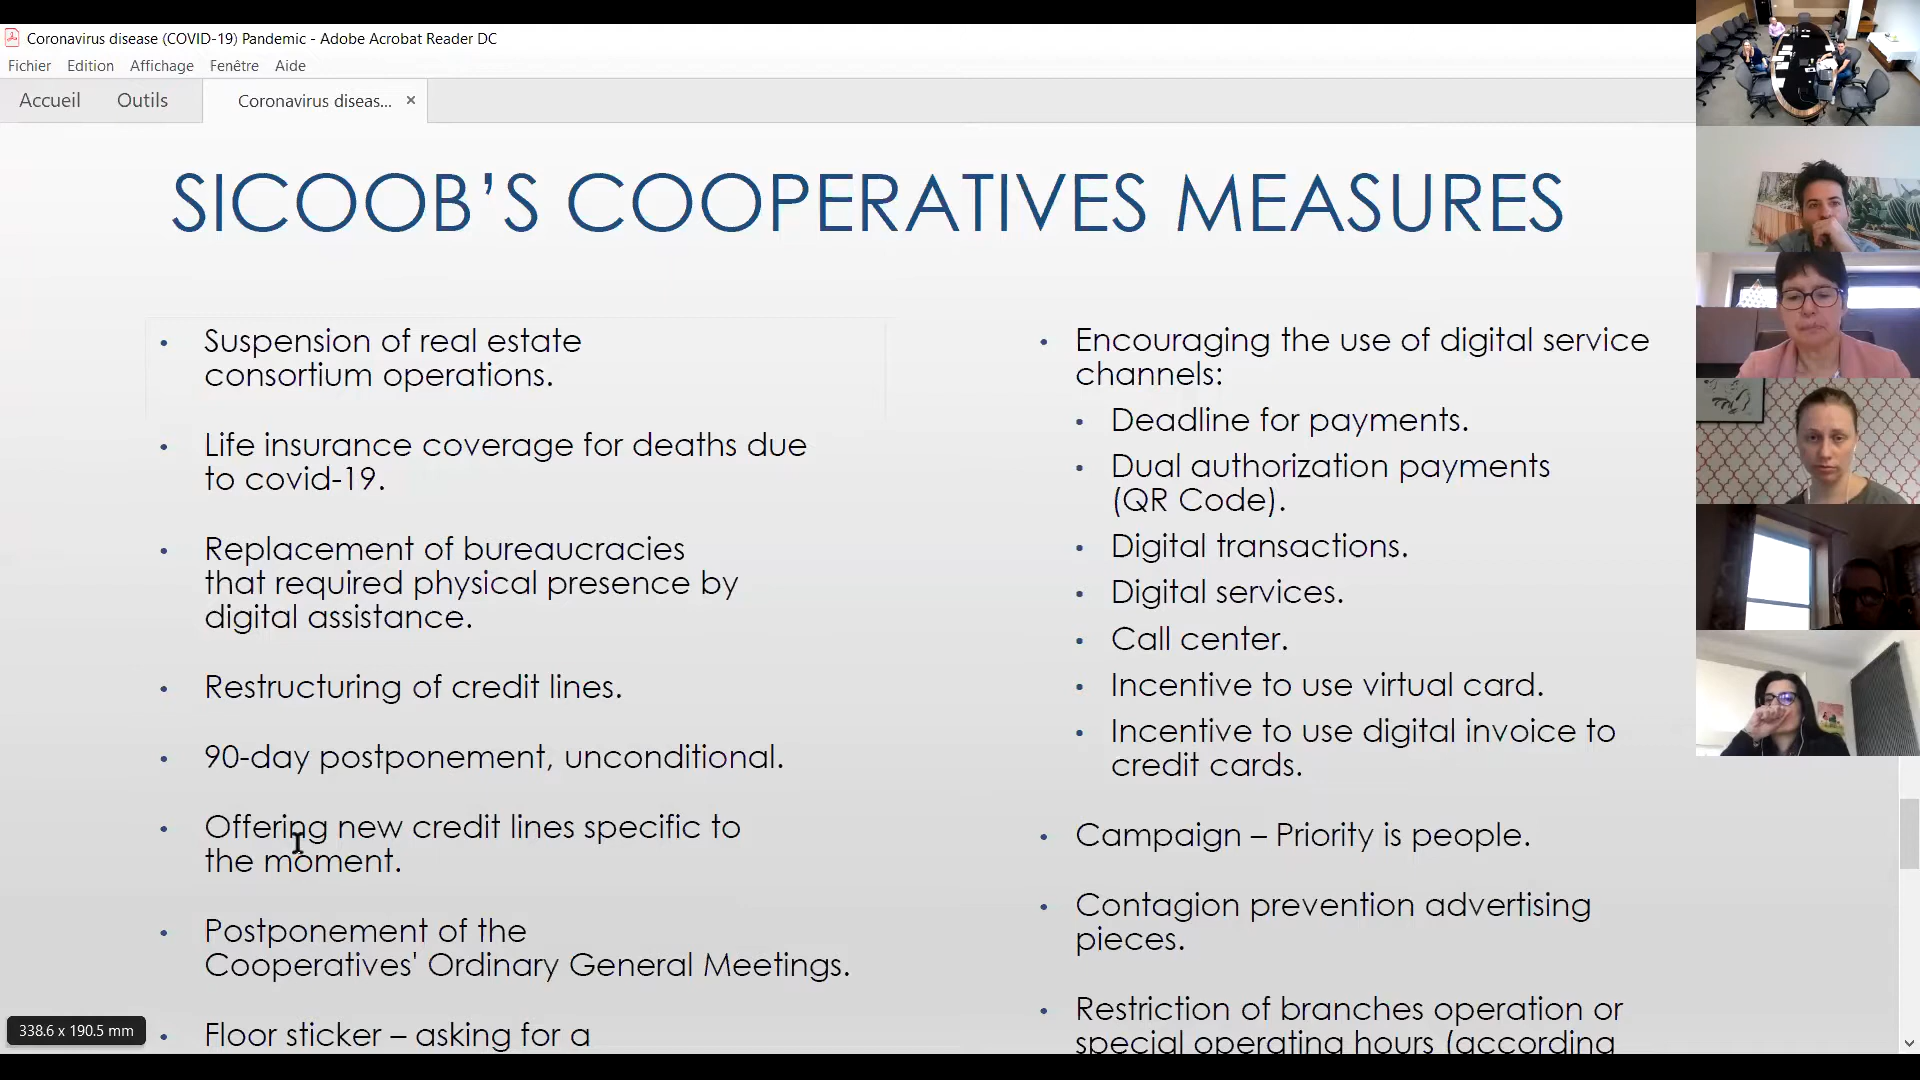 Coronavirus disease (COVID-19) Pandemic - Adobe Acrobat Reader DC
Fichier Edition Affichage Fenêtre Aide
Accueil Outils Coronavirus diseas... ×
SICOOB’S COOPERATIVES MEASURES
• Suspension of real estate
consortium operations.
• Life insurance coverage for deaths due
to covid-19.
• Replacement of bureaucracies
that required physical presence by
digital assistance.
• Restructuring of credit lines.
• 90-day postponement, unconditional.
• Offering new credit lines specific to
the moment.
• Postponement of the
Cooperatives' Ordinary General Meetings.
• Floor sticker – asking for a
• Encouraging the use of digital service
channels:
• Deadline for payments.
• Dual authorization payments
(QR Code).
• Digital transactions.
• Digital services.
• Call center.
• Incentive to use virtual card.
• Incentive to use digital invoice to
credit cards.
• Campaign – Priority is people.
• Contagion prevention advertising
pieces.
• Restriction of branches operation or
special operating hours (according
338.6 x 190.5 mm